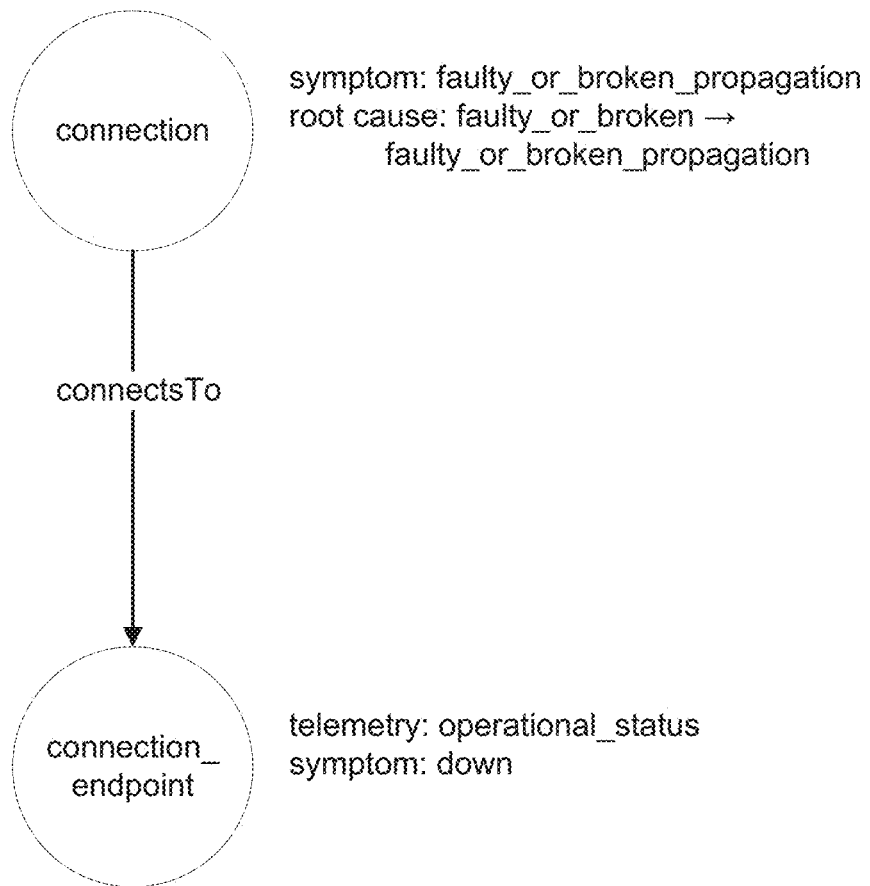 connection
symptom: faulty_or_broken_propagation
root cause: faulty_or_broken →
faulty_or_broken_propagation
connectsTo
connection_
endpoint
telemetry: operational_status
symptom: down